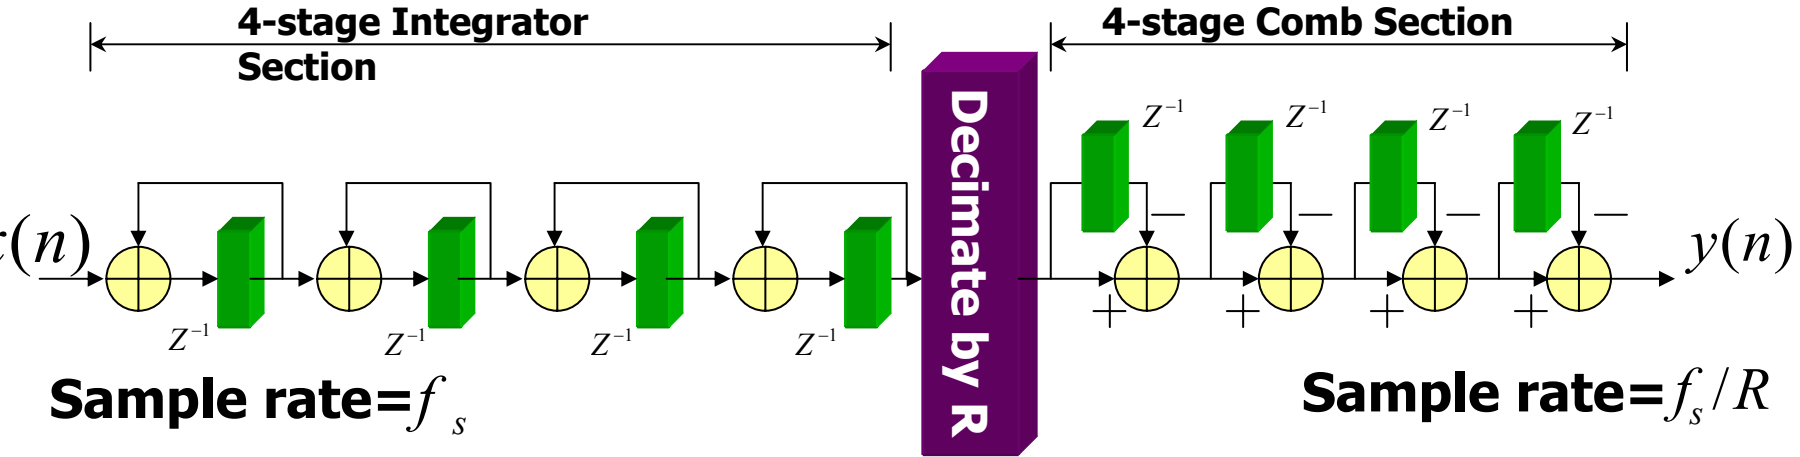 4-stage Integrator
Section
4-stage Comb Section
Decimate by R
Z⁻¹ Z⁻¹ Z⁻¹ Z⁻¹
(n)
y(n)
− − − −
+ + + +
Z⁻¹ Z⁻¹ Z⁻¹ Z⁻¹
Sample rate=fₛ
Sample rate=fₛ/R